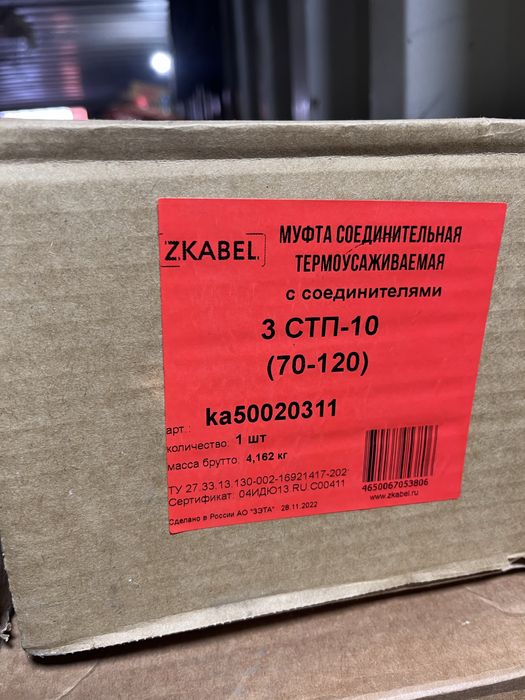 ZKABEL
МУФТА СОЕДИНИТЕЛЬНАЯ
ТЕРМОУСАЖИВАЕМАЯ
с соединителями
3 СТП-10
(70-120)
арт.: ka50020311
количество: 1 шт
масса брутто: 4,162 кг
ТУ 27.33.13.130-002-16921417-202
Сертификат: 04ИДЮ13.RU.С00411
4650067053806
www.zkabel.ru
Сделано в России АО "ЗЭТА" 28.11.2022